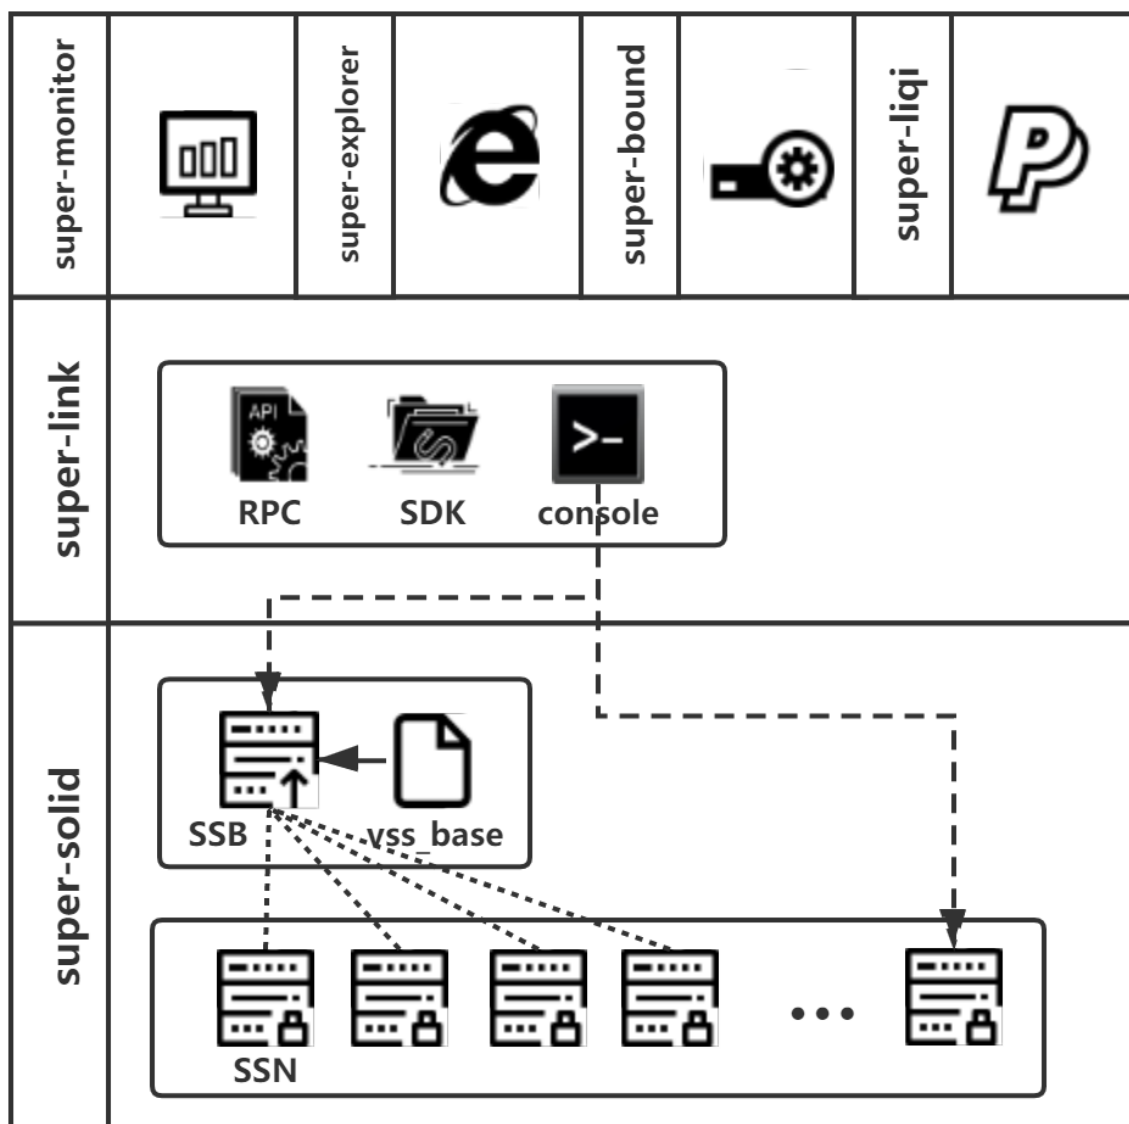 super-monitor
super-explorer
super-bound
super-liqi
super-link
API
RPC
SDK
console
super-solid
SSB
vss_base
SSN